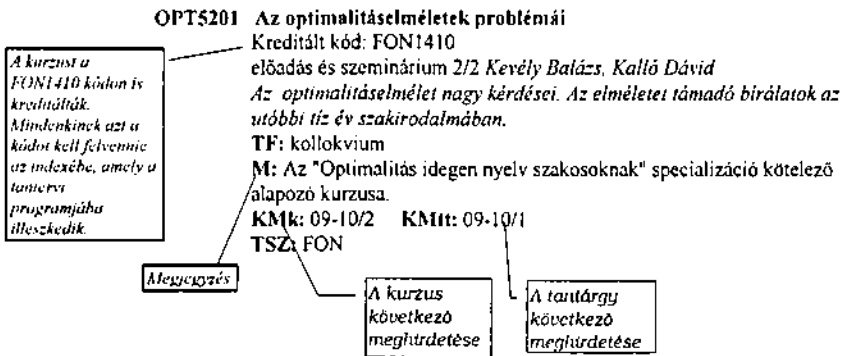 OPT5201 Az optimalitáselméletek problémái
Kreditált kód: FON1410
előadás és szeminárium 2/2 Kevély Balázs, Kalló Dávid
Az optimalitáselmélet nagy kérdései. Az elméletet támadó bírálatok az
utóbbi tíz év szakirodalmában.
TF: kollokvium
M: Az "Optimalitás idegen nyelv szakosoknak" specializáció kötelező
alapozó kurzusa.
KMk: 09-10/2 KMtt: 09-10/1
TSZ: FON
A kurzust a
FON1410 kódon is
kreditálták.
Mindenkinek azt a
kódot kell felvennie
az indexébe, amely a
tantervi
programjába
illeszkedik.
Megjegyzés
A kurzus
következő
meghirdetése
A tantárgy
következő
meghirdetése